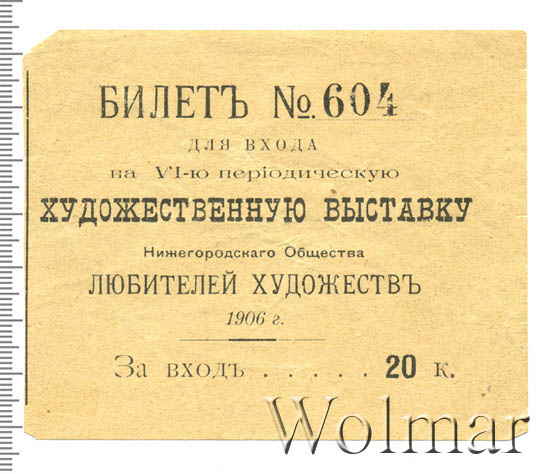 БИЛЕТЪ №. 604
ДЛЯ ВХОДА
на VI-ю періодическую
ХУДОЖЕСТВЕННУЮ ВЫСТАВКУ
Нижегородскаго Общества
ЛЮБИТЕЛЕЙ ХУДОЖЕСТВЪ
1906 г.
За входъ . . . . . 20 к.
Wolmar